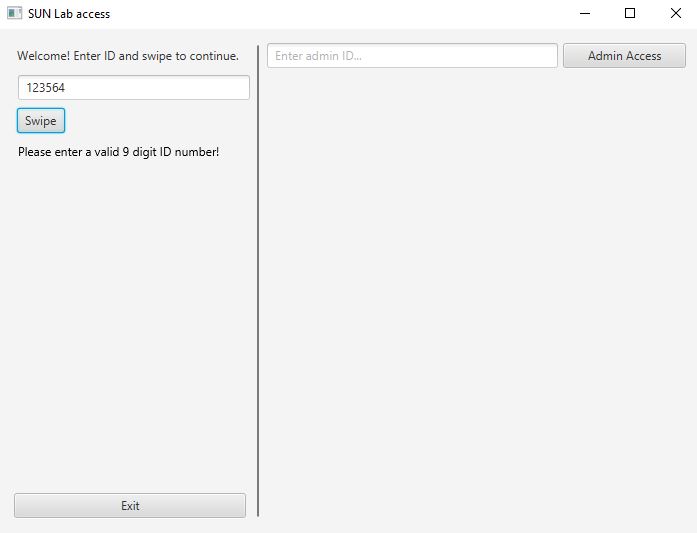 SUN Lab access
Welcome! Enter ID and swipe to continue.
123564
Swipe
Please enter a valid 9 digit ID number!
Exit
Enter admin ID...
Admin Access